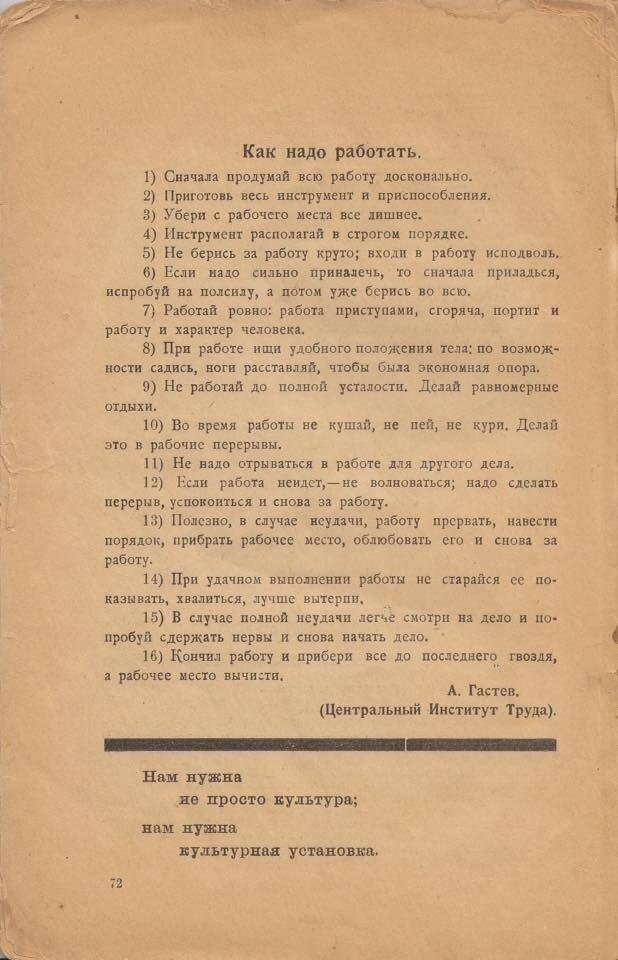 Как надо работать.
1) Сначала продумай всю работу досконально.
2) Приготовь весь инструмент и приспособления.
3) Убери с рабочего места все лишнее.
4) Инструмент располагай в строгом порядке.
5) Не берись за работу круто; входи в работу исподволь.
6) Если надо сильно приналечь, то сначала приладься,
испробуй на полсилу, а потом уже берись во всю.
7) Работай ровно: работа приступами, сгоряча, портит и
работу и характер человека.
8) При работе ищи удобного положения тела: по возмож-
ности садись, ноги расставляй, чтобы была экономная опора.
9) Не работай до полной усталости. Делай равномерные
отдыхи.
10) Во время работы не кушай, не пей, не кури. Делай
это в рабочие перерывы.
11) Не надо отрываться в работе для другого дела.
12) Если работа неидет,—не волноваться; надо сделать
перерыв, успокоиться и снова за работу.
13) Полезно, в случае неудачи, работу прервать, навести
порядок, прибрать рабочее место, облюбовать его и снова за
работу.
14) При удачном выполнении работы не старайся ее по-
казывать, хвалиться, лучше вытерпи.
15) В случае полной неудачи легче смотри на дело и по-
пробуй сдержать нервы и снова начать дело.
16) Кончил работу и прибери все до последнего гвоздя,
а рабочее место вычисти.
А. Гастев.
(Центральный Институт Труда).
Нам нужна
не просто культура;
нам нужна
культурная установка.
72